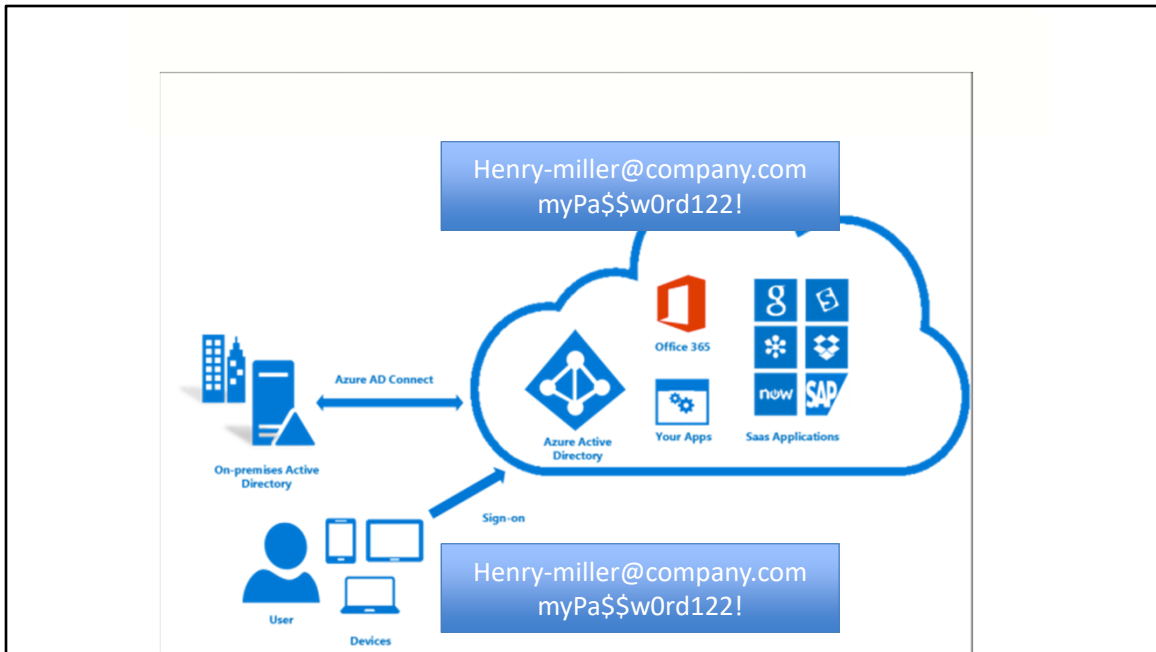 Henry-miller@company.com
myPa$$w0rd122!
Office 365
g
S
Azure AD Connect
now
SAP
Azure Active
Directory
Your Apps
Saas Applications
On-premises Active
Directory
Sign-on
Henry-miller@company.com
myPa$$w0rd122!
User
Devices